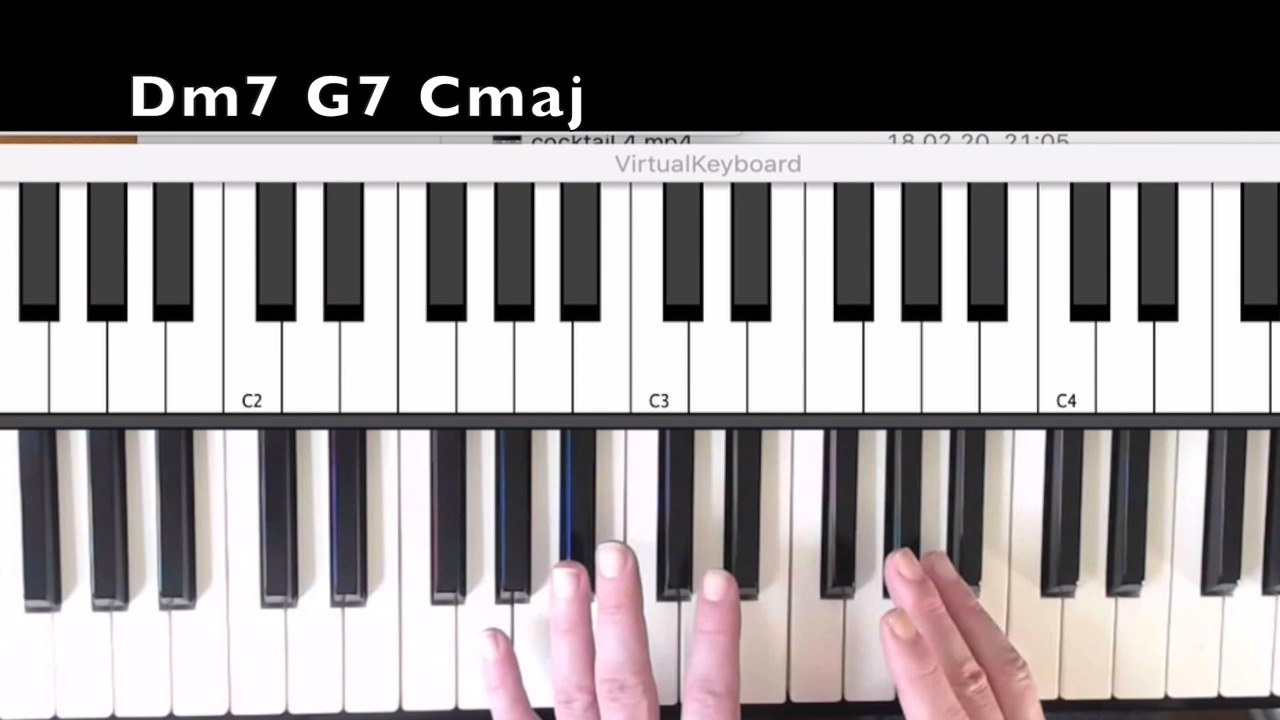 Dm7 G7 Cmaj
cocktail 4.mp4 18.02.20, 21:05
VirtualKeyboard
C2 C3 C4